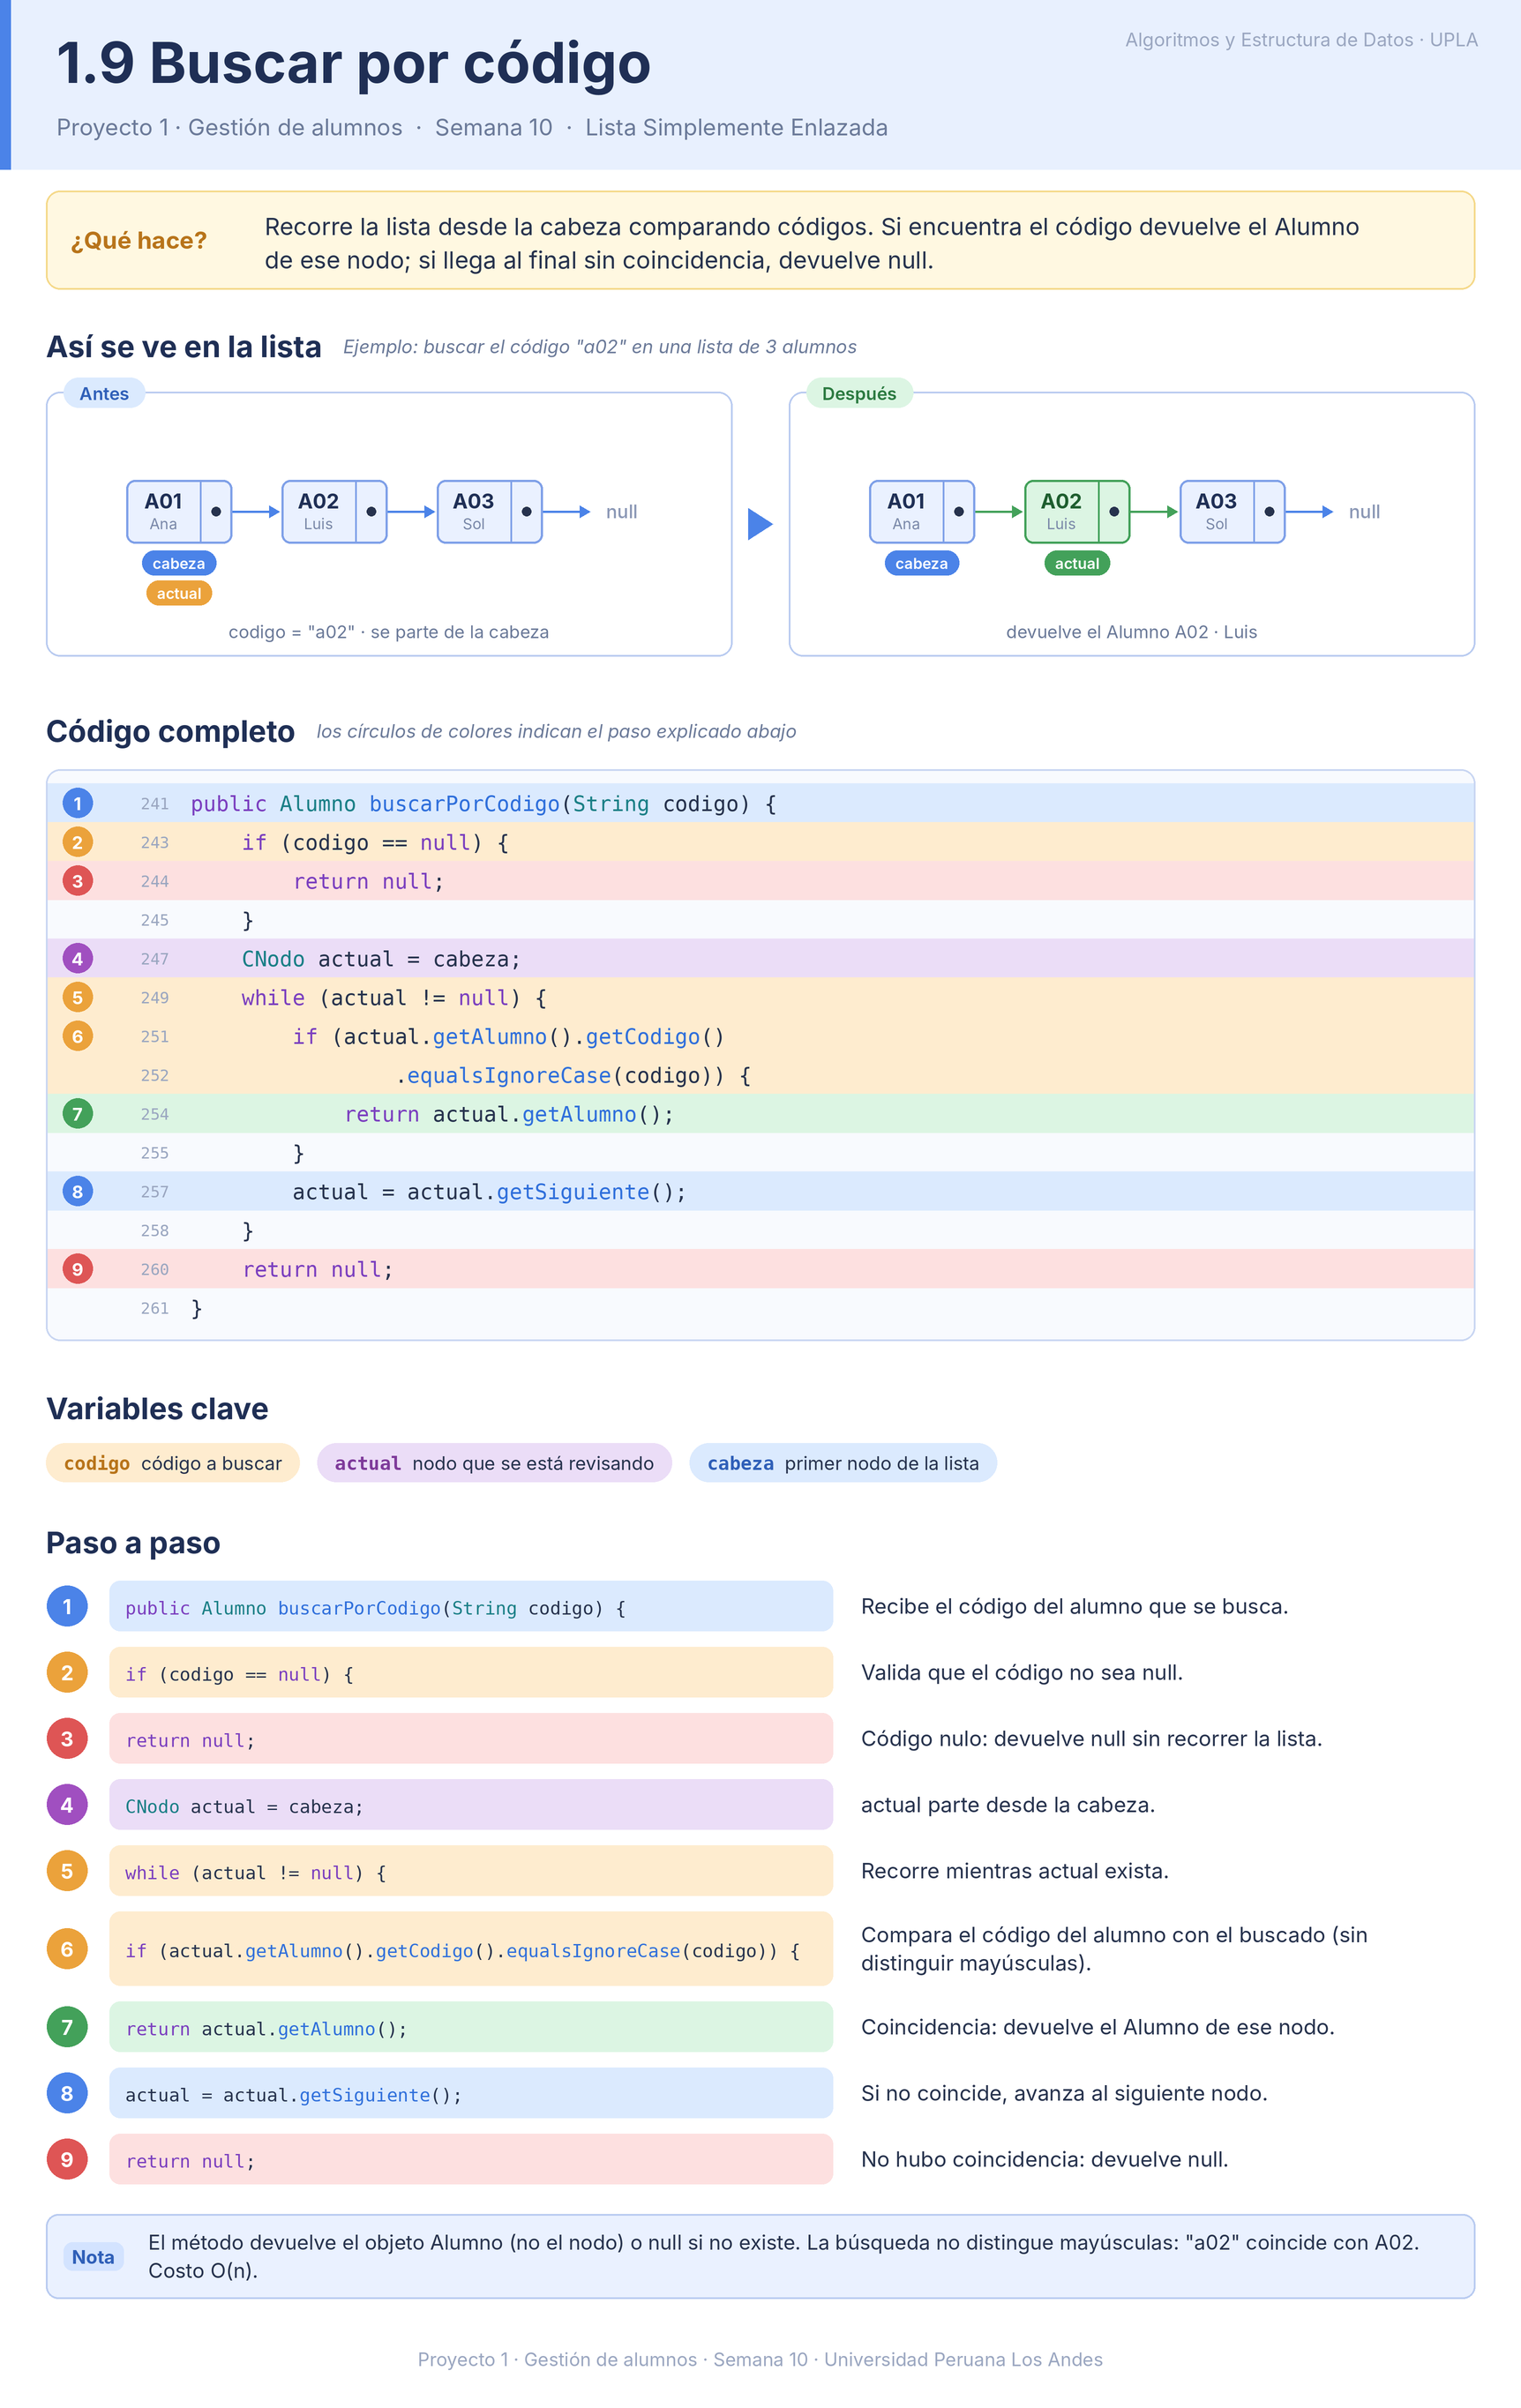 1.9 Buscar por código
Algoritmos y Estructura de Datos · UPLA
Proyecto 1 · Gestión de alumnos · Semana 10 · Lista Simplemente Enlazada
¿Qué hace?
Recorre la lista desde la cabeza comparando códigos. Si encuentra el código devuelve el Alumno
de ese nodo; si llega al final sin coincidencia, devuelve null.
Así se ve en la lista
Ejemplo: buscar el código "a02" en una lista de 3 alumnos
Antes
A01
Ana
A02
Luis
A03
Sol
null
cabeza
actual
codigo = "a02" · se parte de la cabeza
Después
A01
Ana
A02
Luis
A03
Sol
null
cabeza
actual
devuelve el Alumno A02 · Luis
Código completo
los círculos de colores indican el paso explicado abajo
1 241 public Alumno buscarPorCodigo(String codigo) {
2 243 if (codigo == null) {
3 244 return null;
245 }
4 247 CNodo actual = cabeza;
5 249 while (actual != null) {
6 251 if (actual.getAlumno().getCodigo()
252 .equalsIgnoreCase(codigo)) {
7 254 return actual.getAlumno();
255 }
8 257 actual = actual.getSiguiente();
258 }
9 260 return null;
261 }
Variables clave
codigo código a buscar
actual nodo que se está revisando
cabeza primer nodo de la lista
Paso a paso
1 public Alumno buscarPorCodigo(String codigo) {
Recibe el código del alumno que se busca.
2 if (codigo == null) {
Valida que el código no sea null.
3 return null;
Código nulo: devuelve null sin recorrer la lista.
4 CNodo actual = cabeza;
actual parte desde la cabeza.
5 while (actual != null) {
Recorre mientras actual exista.
6 if (actual.getAlumno().getCodigo().equalsIgnoreCase(codigo)) {
Compara el código del alumno con el buscado (sin
distinguir mayúsculas).
7 return actual.getAlumno();
Coincidencia: devuelve el Alumno de ese nodo.
8 actual = actual.getSiguiente();
Si no coincide, avanza al siguiente nodo.
9 return null;
No hubo coincidencia: devuelve null.
Nota
El método devuelve el objeto Alumno (no el nodo) o null si no existe. La búsqueda no distingue mayúsculas: "a02" coincide con A02.
Costo O(n).
Proyecto 1 · Gestión de alumnos · Semana 10 · Universidad Peruana Los Andes